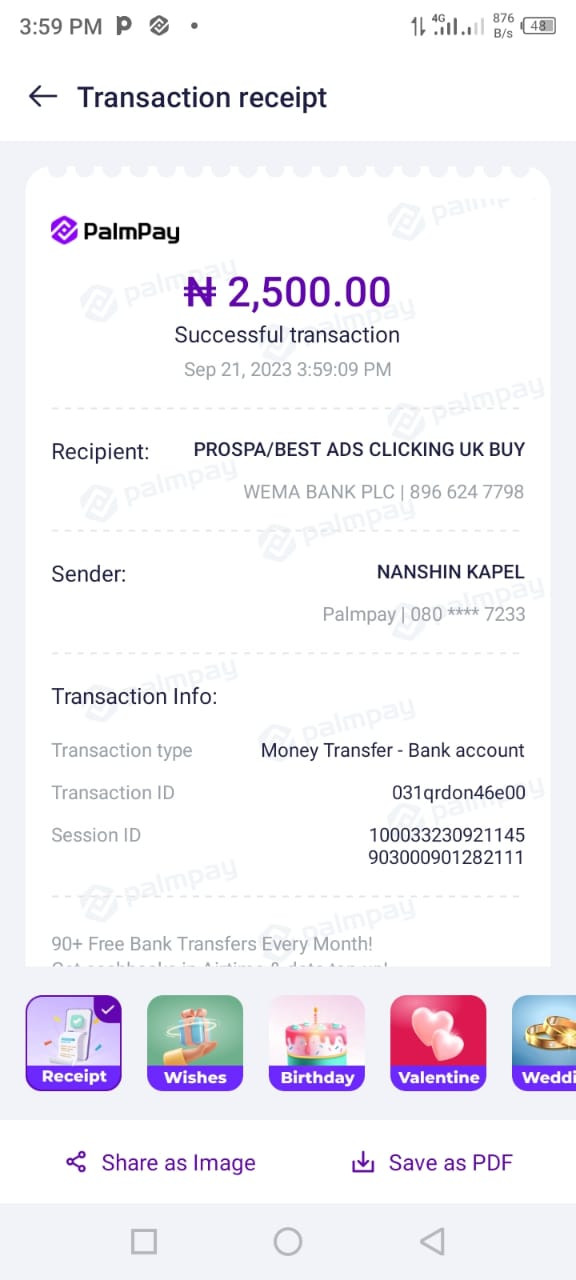 3:59 PM
4G
876
B/s
48
Transaction receipt
PalmPay
₦ 2,500.00
Successful transaction
Sep 21, 2023 3:59:09 PM
Recipient:
PROSPA/BEST ADS CLICKING UK BUY
WEMA BANK PLC | 896 624 7798
Sender:
NANSHIN KAPEL
Palmpay | 080 **** 7233
Transaction Info:
Transaction type
Money Transfer - Bank account
Transaction ID
031qrdon46e00
Session ID
100033230921145
903000901282111
90+ Free Bank Transfers Every Month!
Receipt
Wishes
Birthday
Valentine
Weddi
Share as Image
Save as PDF
palmpay